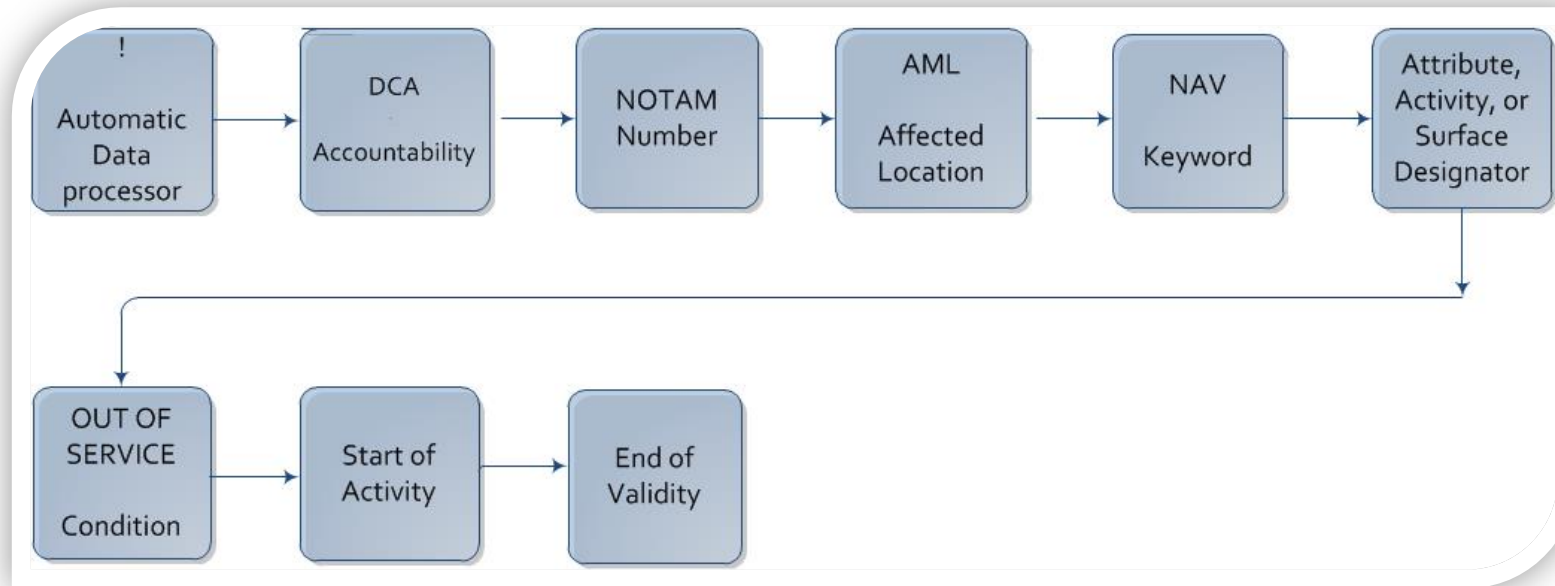 !
Automatic
Data
processor
DCA
Accountability
NOTAM
Number
AML
Affected
Location
NAV
Keyword
Attribute,
Activity, or
Surface
Designator
OUT OF
SERVICE
Condition
Start of
Activity
End of
Validity